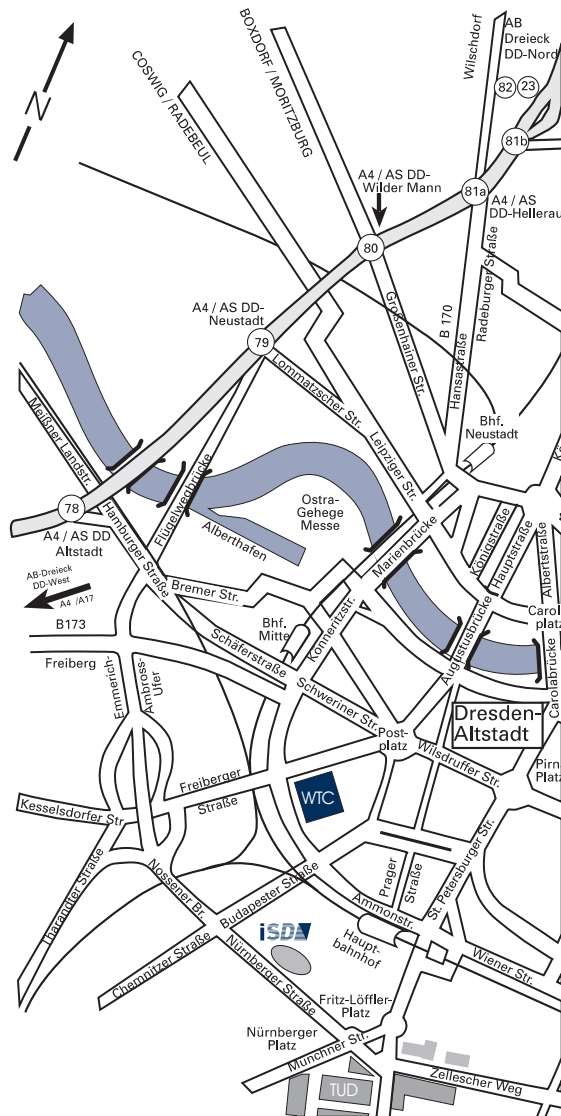 AB
Dreieck
DD-Nord
82
23
Wilschdorf
BOXDORF / MORITZBURG
COSWIG / RADEBEUL
N
81b
81a
A4 / AS DD-
Wilder Mann
A4 / AS
DD-Hellerau
80
A4 / AS DD-
Neustadt
79
Großenhainer Str.
B 170
Hansastraße
Radeburger Straße
Lommatzscher Str.
Leipziger Str.
Bhf.
Neustadt
Meißner Landstr.
78
A4 / AS DD
Altstadt
Hamburger Straße
Flügelwegbrücke
Alberthafen
Ostra-
Gehege
Messe
Marienbrücke
Königstraße
Hauptstraße
Albertstraße
AB-Dreieck
DD-West
A4 /A17
Bremer Str.
B173
Freiberg
Emmerich-
Ambross-
Ufer
Bhf.
Mitte
Könneritzstr.
Schäferstraße
Schweriner Str.
Augustusbrücke
Carola
platz
Carolabrücke
Dresden-
Altstadt
Post-
platz
Wilsdruffer Str.
Pirn
Platz
Freiberger
Straße
WTC
Kesselsdorfer Str.
Tharandter Straße
Nossener Br.
Budapester Straße
Chemnitzer Straße
Nürnberger Straße
Prager
Straße
St. Petersburger Str.
Ammonstr.
iSD
Haupt-
bahnhof
Wiener Str.
Fritz-Löffler-
Platz
Nürnberger
Platz
Münchner Str.
TUD
Zellescher Weg